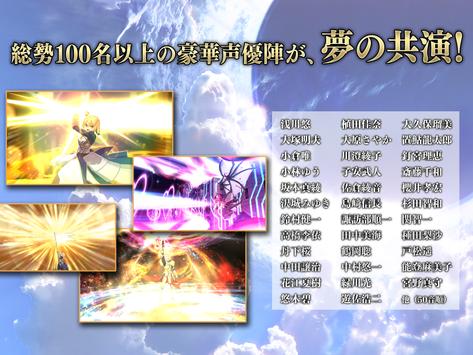 総勢100名以上の豪華声優陣が、夢の共演!
浅川悠 植田佳奈 大久保瑠美
大塚明夫 大原さやか 置鮎龍太郎
小倉唯 川澄綾子 釘宮理恵
小林ゆう 子安武人 斎藤千和
坂本真綾 佐倉綾音 櫻井孝宏
沢城みゆき 島﨑信長 杉田智和
鈴村健一 諏訪部順一 関智一
高橋李依 田中美海 種田梨沙
丹下桜 鶴岡聡 戸松遥
中田譲治 中村悠一 能登麻美子
花江夏樹 緑川光 宮野真守
悠木碧 遊佐浩二 他(50音順)